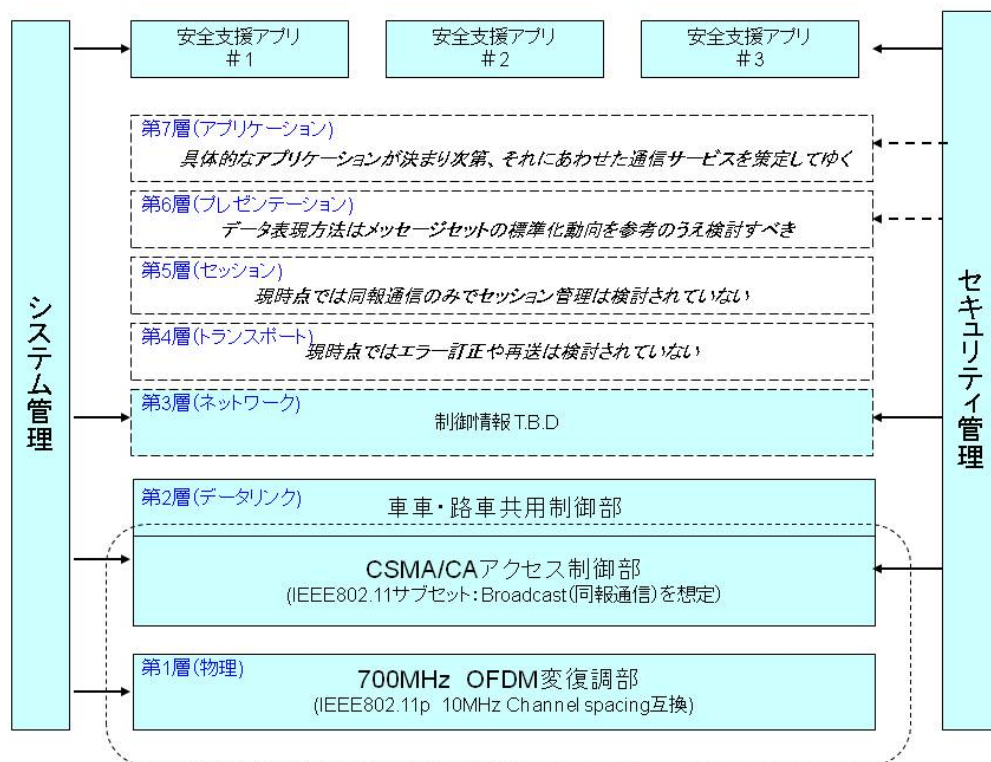 安全支援アプリ
#1
安全支援アプリ
#2
安全支援アプリ
#3
システム管理
セキュリティ管理
第7層(アプリケーション)
具体的なアプリケーションが決まり次第、それにあわせた通信サービスを策定してゆく
第6層(プレゼンテーション)
データ表現方法はメッセージセットの標準化動向を参考のうえ検討すべき
第5層(セッション)
現時点では同報通信のみでセッション管理は検討されていない
第4層(トランスポート)
現時点ではエラー訂正や再送は検討されていない
第3層(ネットワーク)
制御情報T.B.D
第2層(データリンク)
車車・路車共用制御部
CSMA/CAアクセス制御部
(IEEE802.11サブセット:Broadcast(同報通信)を想定)
第1層(物理)
700MHz OFDM変復調部
(IEEE802.11p 10MHz Channel spacing互換)